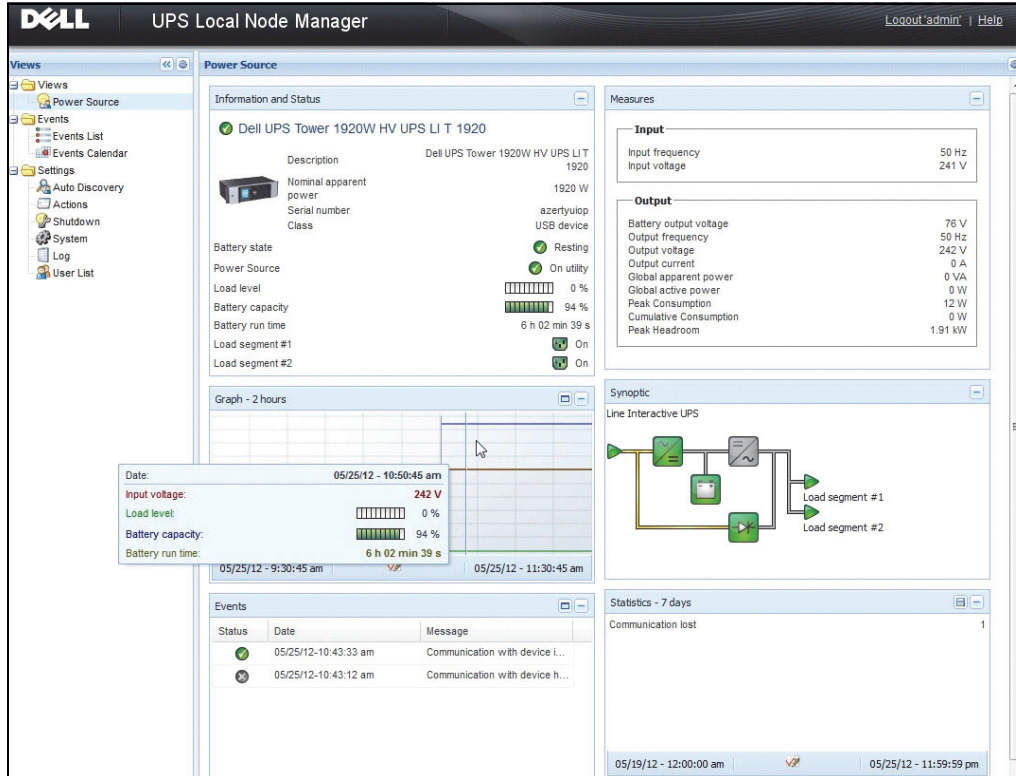 DELL
UPS Local Node Manager
Logout 'admin' | Help
Views
Views
Power Source
Events
Events List
Events Calendar
Settings
Auto Discovery
Actions
Shutdown
System
Log
User List
Power Source
Information and Status
Dell UPS Tower 1920W HV UPS LI T 1920
Description Dell UPS Tower 1920W HV UPS LI T
1920
Nominal apparent
power 1920 W
Serial number azertyuiop
Class USB device
Battery state Resting
Power Source On utility
Load level 0 %
Battery capacity 94 %
Battery run time 6 h 02 min 39 s
Load segment #1 On
Load segment #2 On
Measures
Input
Input frequency 50 Hz
Input voltage 241 V
Output
Battery output voltage 76 V
Output frequency 50 Hz
Output voltage 242 V
Output current 0 A
Global apparent power 0 VA
Global active power 0 W
Peak Consumption 12 W
Cumulative Consumption 0 W
Peak Headroom 1.91 kW
Graph - 2 hours
Date: 05/25/12 - 10:50:45 am
Input voltage: 242 V
Load level: 0 %
Battery capacity: 94 %
Battery run time: 6 h 02 min 39 s
05/25/12 - 9:30:45 am 05/25/12 - 11:30:45 am
Synoptic
Line Interactive UPS
Load segment #1
Load segment #2
Events
Status Date Message
05/25/12-10:43:33 am Communication with device i...
05/25/12-10:43:12 am Communication with device h...
Statistics - 7 days
Communication lost 1
05/19/12 - 12:00:00 am 05/25/12 - 11:59:59 pm